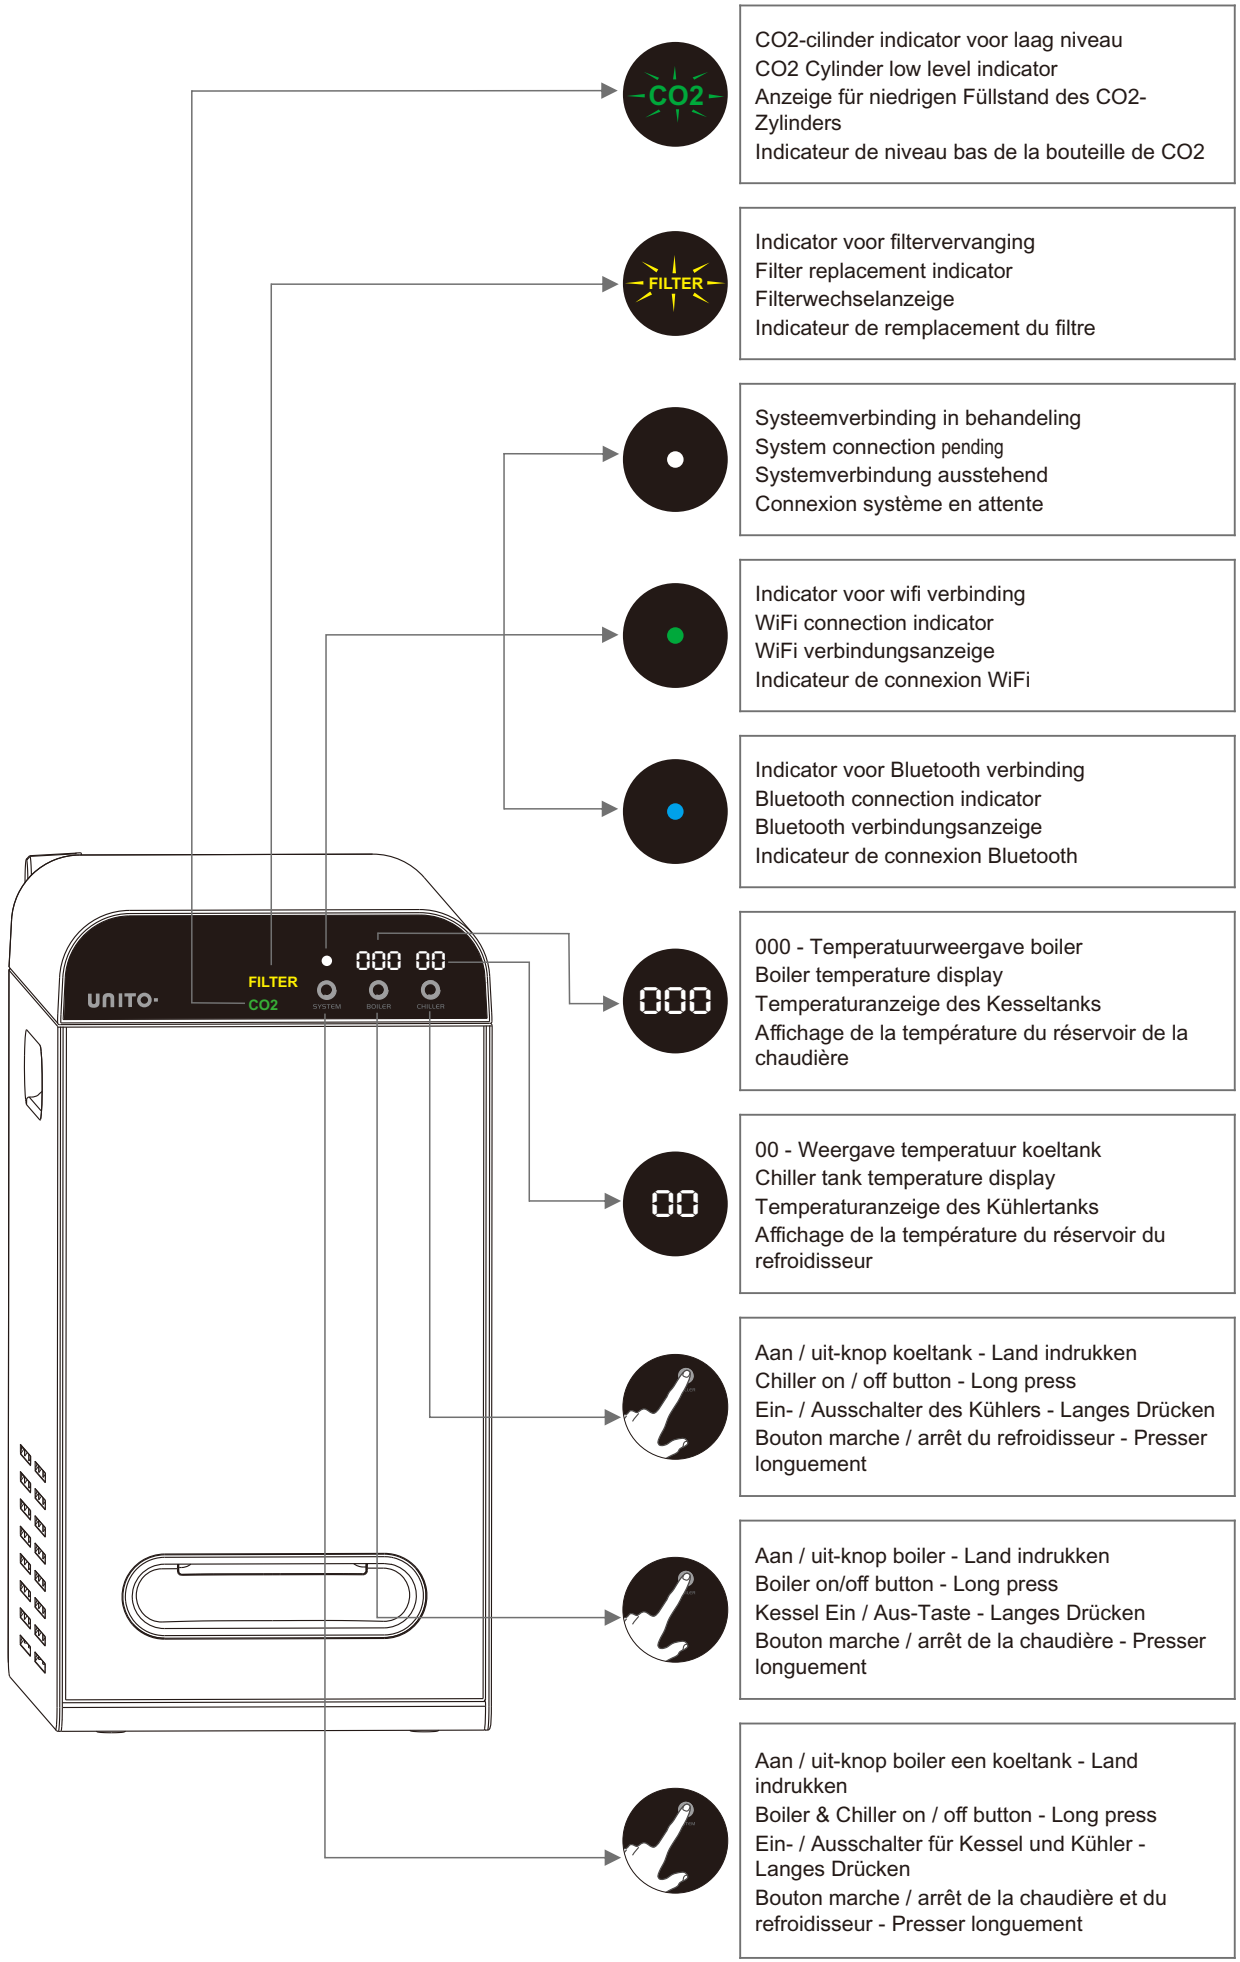 CO2
CO2-cilinder indicator voor laag niveau
CO2 Cylinder low level indicator
Anzeige für niedrigen Füllstand des CO2-
Zylinders
Indicateur de niveau bas de la bouteille de CO2
FILTER
Indicator voor filtervervanging
Filter replacement indicator
Filterwechselanzeige
Indicateur de remplacement du filtre
Systeemverbinding in behandeling
System connection pending
Systemverbindung ausstehend
Connexion système en attente
Indicator voor wifi verbinding
WiFi connection indicator
WiFi verbindungsanzeige
Indicateur de connexion WiFi
Indicator voor Bluetooth verbinding
Bluetooth connection indicator
Bluetooth verbindungsanzeige
Indicateur de connexion Bluetooth
000 00
FILTER
UNITO
CO2
SYSTEM BOILER CHILLER
000
000 - Temperatuurweergave boiler
Boiler temperature display
Temperaturanzeige des Kesseltanks
Affichage de la température du réservoir de la
chaudière
00
00 - Weergave temperatuur koeltank
Chiller tank temperature display
Temperaturanzeige des Kühlertanks
Affichage de la température du réservoir du
refroidisseur
Aan / uit-knop koeltank - Land indrukken
Chiller on / off button - Long press
Ein- / Ausschalter des Kühlers - Langes Drücken
Bouton marche / arrêt du refroidisseur - Presser
longuement
Aan / uit-knop boiler - Land indrukken
Boiler on/off button - Long press
Kessel Ein / Aus-Taste - Langes Drücken
Bouton marche / arrêt de la chaudière - Presser
longuement
Aan / uit-knop boiler een koeltank - Land
indrukken
Boiler & Chiller on / off button - Long press
Ein- / Ausschalter für Kessel und Kühler -
Langes Drücken
Bouton marche / arrêt de la chaudière et du
refroidisseur - Presser longuement